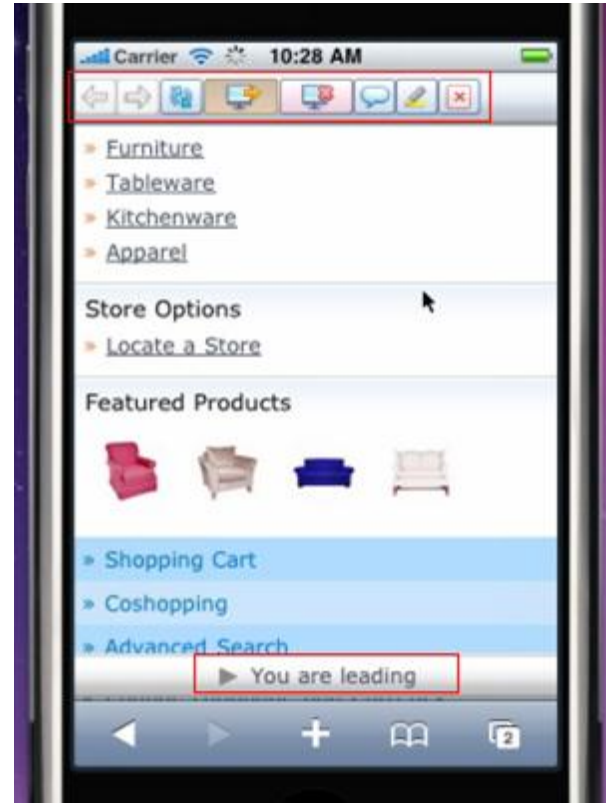 Carrier 10:28 AM
» Furniture
» Tableware
» Kitchenware
» Apparel
Store Options
» Locate a Store
Featured Products
» Shopping Cart
» Coshopping
» Advanced Search
▶ You are leading
2